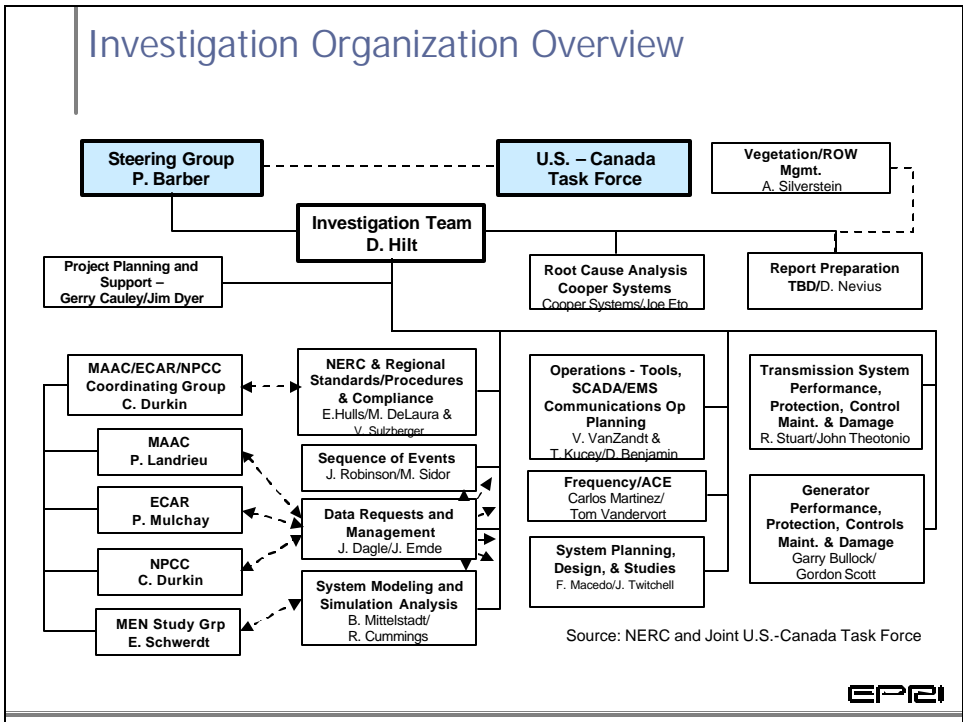 Investigation Organization Overview
Steering Group
P. Barber
U.S. – Canada
Task Force
Vegetation/ROW
Mgmt.
A. Silverstein
Investigation Team
D. Hilt
Project Planning and
Support –
Gerry Cauley/Jim Dyer
Root Cause Analysis
Cooper Systems
Cooper Systems/Joe Eto
Report Preparation
TBD/D. Nevius
MAAC/ECAR/NPCC
Coordinating Group
C. Durkin
MAAC
P. Landrieu
ECAR
P. Mulchay
NPCC
C. Durkin
MEN Study Grp
E. Schwerdt
NERC & Regional
Standards/Procedures
& Compliance
E.Hulls/M. DeLaura &
V. Sulzberger
Sequence of Events
J. Robinson/M. Sidor
Data Requests and
Management
J. Dagle/J. Emde
System Modeling and
Simulation Analysis
B. Mittelstadt/
R. Cummings
Operations - Tools,
SCADA/EMS
Communications Op
Planning
V. VanZandt &
T. Kucey/D. Benjamin
Frequency/ACE
Carlos Martinez/
Tom Vandervort
System Planning,
Design, & Studies
F. Macedo/J. Twitchell
Transmission System
Performance,
Protection, Control
Maint. & Damage
R. Stuart/John Theotonio
Generator
Performance,
Protection, Controls
Maint. & Damage
Garry Bullock/
Gordon Scott
Source: NERC and Joint U.S.-Canada Task Force
EPRI